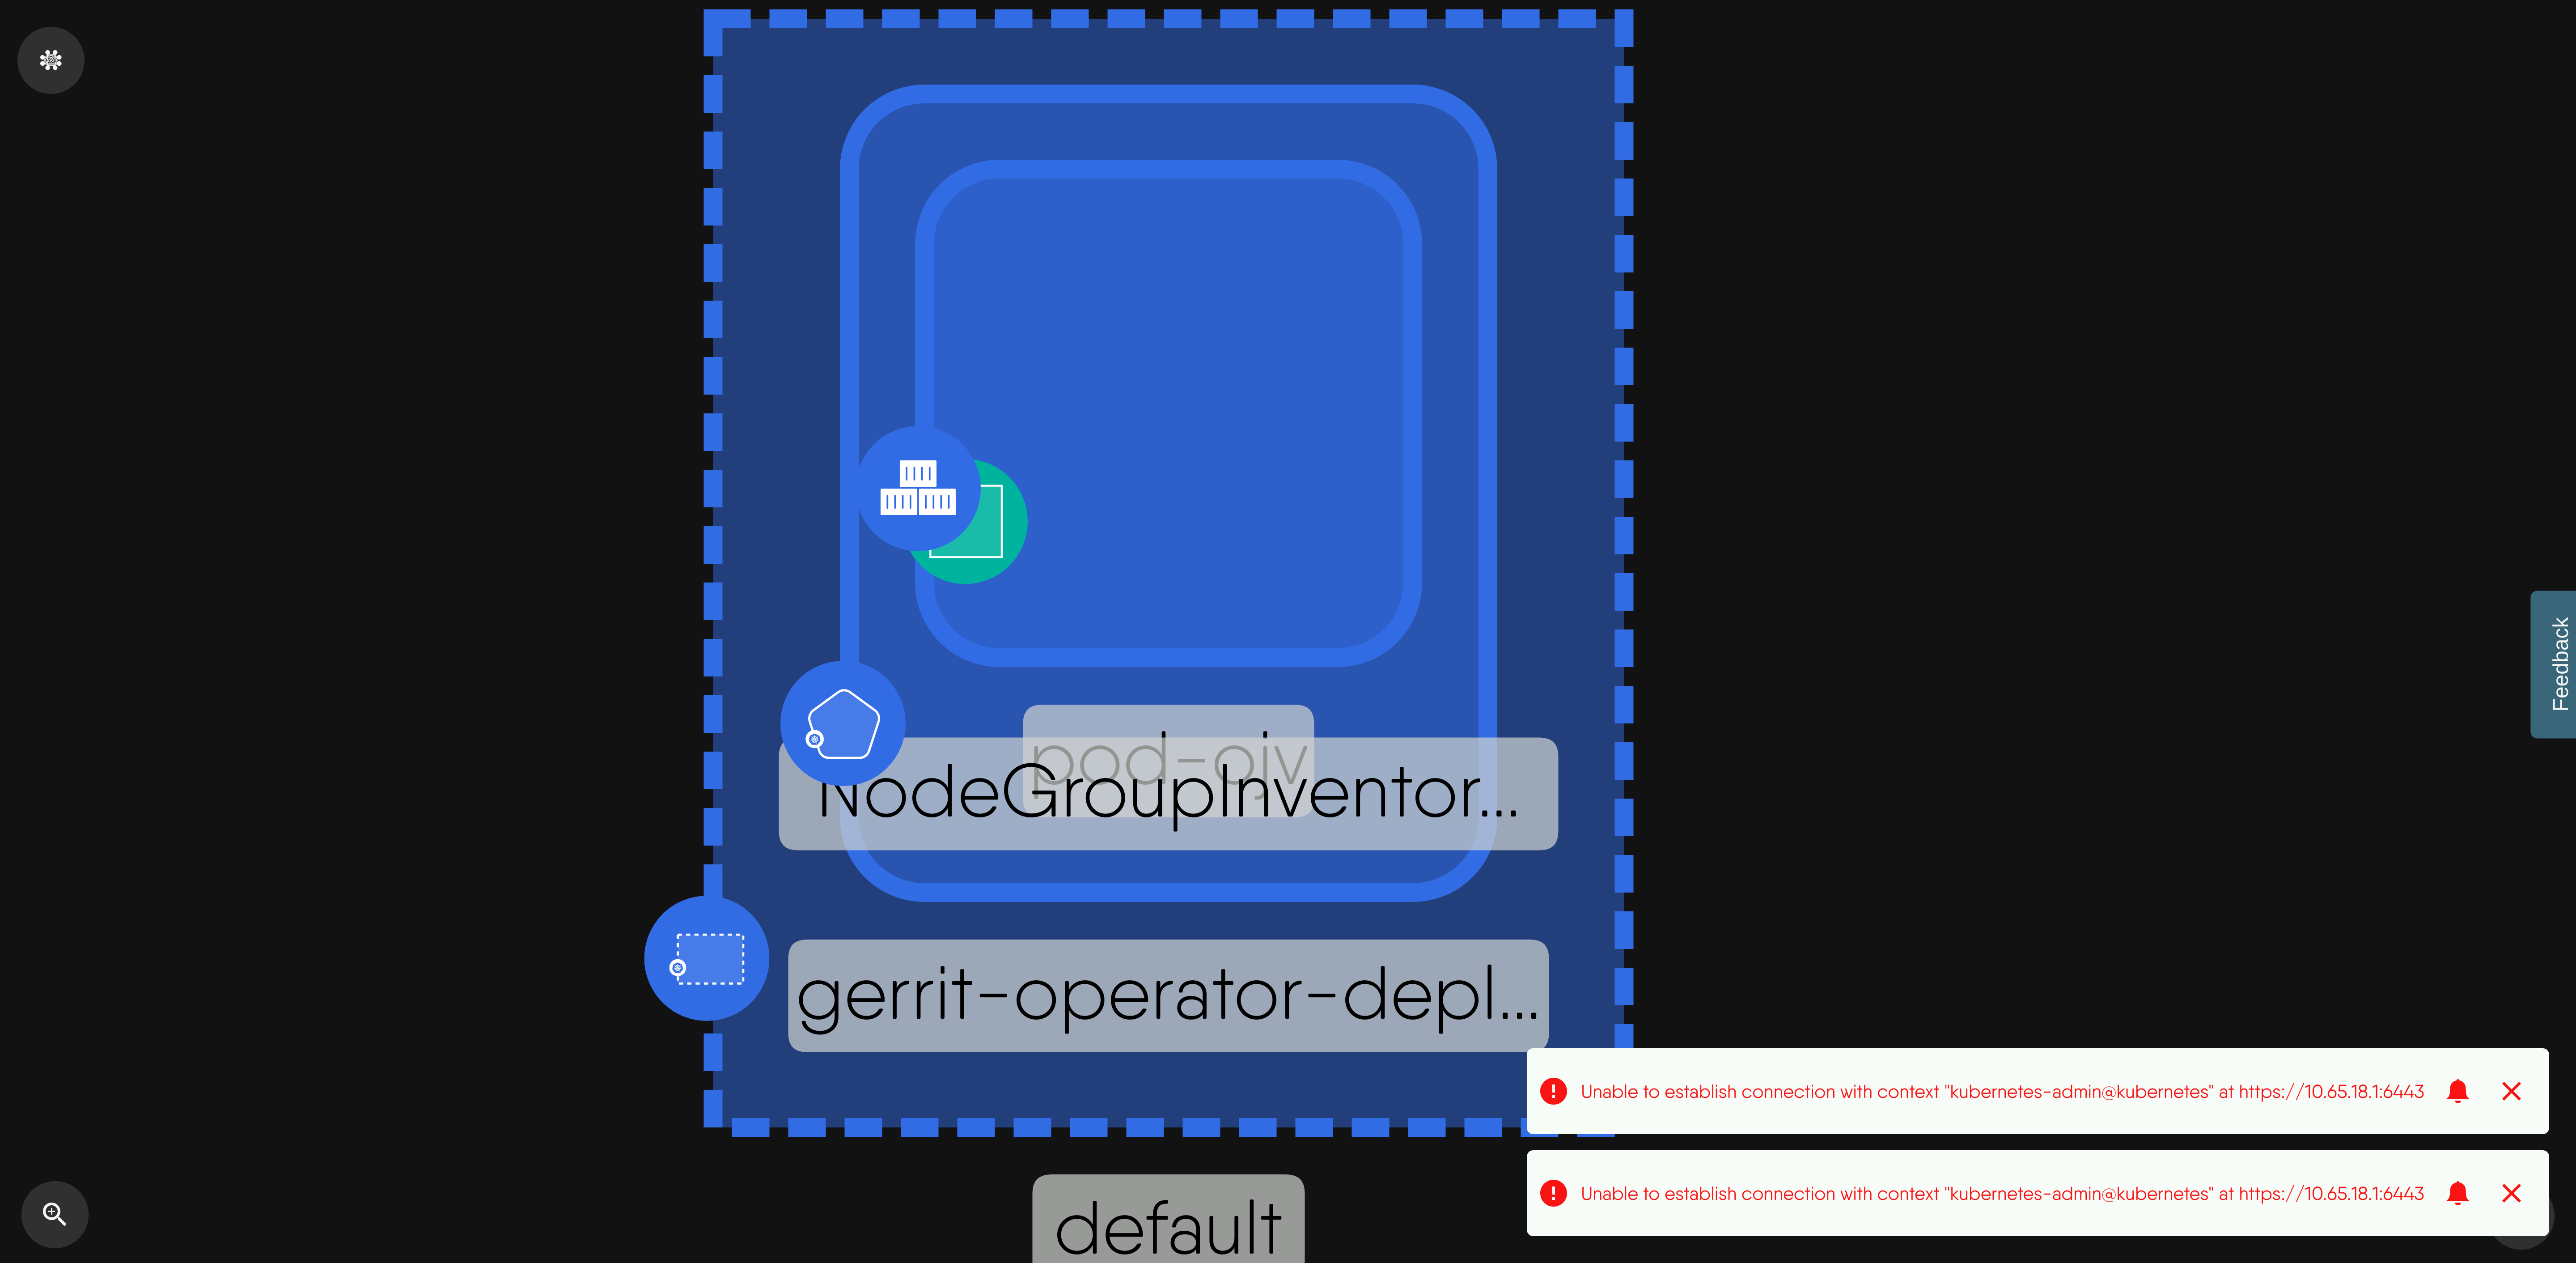 pod-ojv
NodeGroupInventor...
gerrit-operator-depl...
default
Feedback
Unable to establish connection with context "kubernetes-admin@kubernetes" at https://10.65.18.1:6443
Unable to establish connection with context "kubernetes-admin@kubernetes" at https://10.65.18.1:6443